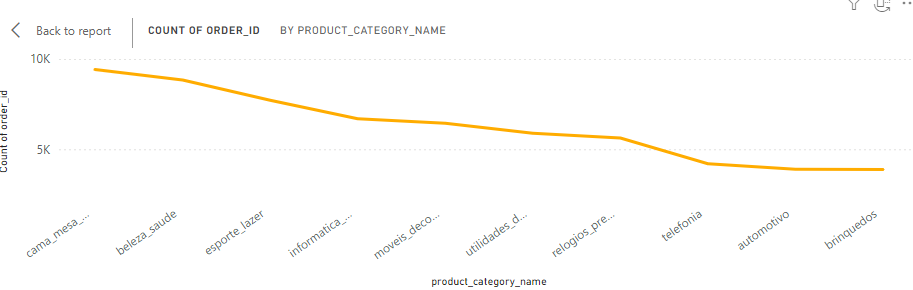 Back to report
COUNT OF ORDER_ID
BY PRODUCT_CATEGORY_NAME
10K
5K
Count of order_id
cama_mesa_...
beleza_saude
esporte_lazer
informatica_...
moveis_deco...
utilidades_d...
relogios_pre...
telefonia
automotivo
brinquedos
product_category_name